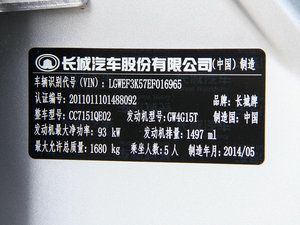 长城汽车股份有限公司(中国)制造
车辆识别代号(VIN): LGWEF3K57EF016965
认证编号: 2011011101488092 品牌: 长城牌
整车型号: CC7151QE02 发动机型号: GW4G15T 制造国: 中国
发动机最大净功率: 93 kW 发动机排量: 1497 ml
最大允许总质量: 1680 kg 乘坐人数: 5人 制造年月: 2014/05